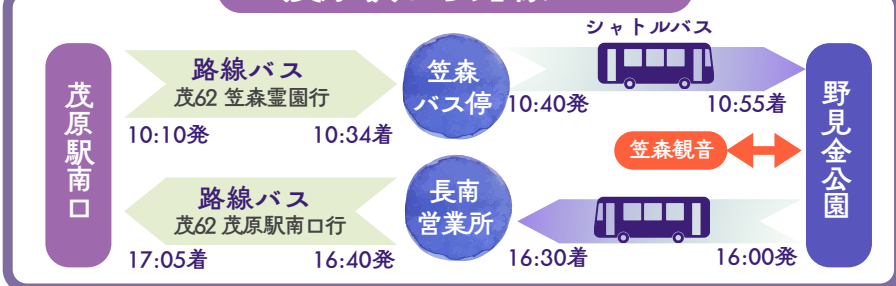 シャトルバス
茂原駅南口
路線バス
茂62 笠森霊園行
10:10発
10:34着
笠森
バス停
10:40発
10:55着
野見金公園
笠森観音
路線バス
茂62 茂原駅南口行
17:05着
16:40発
長南
営業所
16:30着
16:00発